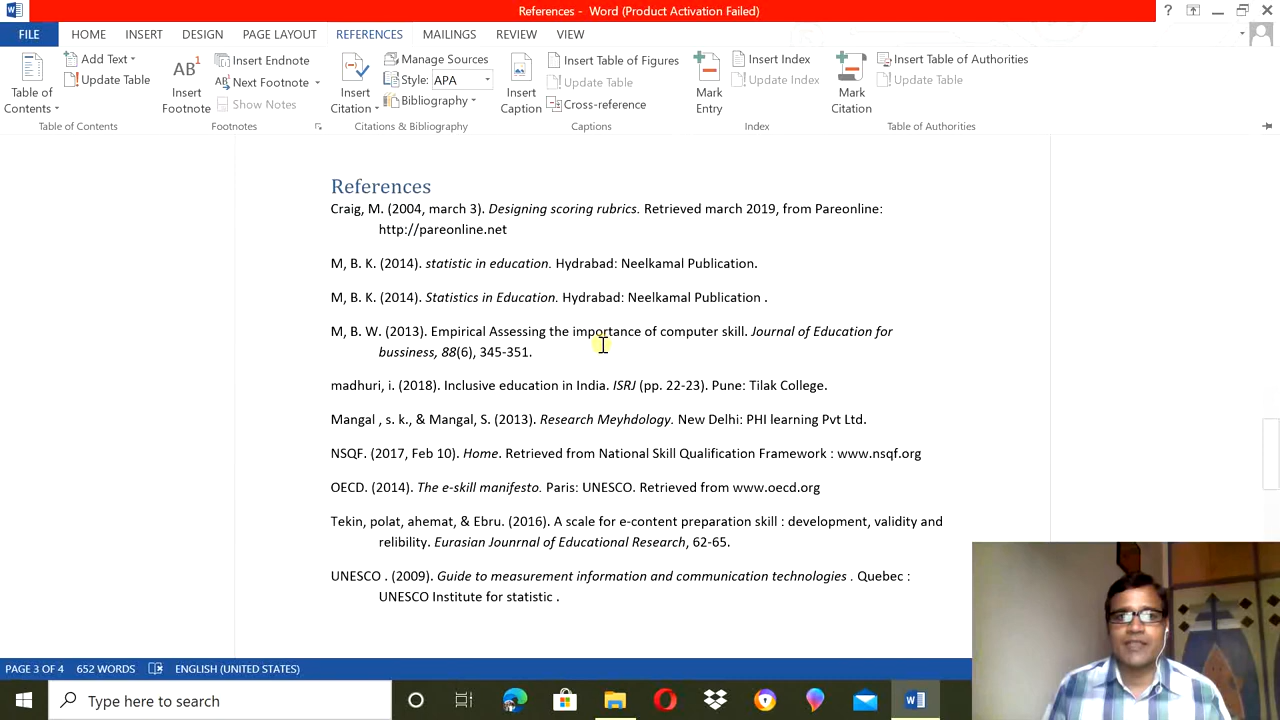 References - Word (Product Activation Failed)
FILE HOME INSERT DESIGN PAGE LAYOUT REFERENCES MAILINGS REVIEW VIEW
Table of Contents
Add Text
Update Table
Table of Contents
AB1
Insert Footnote
Insert Endnote
Next Footnote
Show Notes
Footnotes
Insert Citation
Manage Sources
Style: APA
Bibliography
Citations & Bibliography
Insert Caption
Insert Table of Figures
Update Table
Cross-reference
Captions
Mark Entry
Insert Index
Update Index
Index
Mark Citation
Insert Table of Authorities
Update Table
Table of Authorities
References
Craig, M. (2004, march 3). Designing scoring rubrics. Retrieved march 2019, from Pareonline:
http://pareonline.net
M, B. K. (2014). statistic in education. Hydrabad: Neelkamal Publication.
M, B. K. (2014). Statistics in Education. Hydrabad: Neelkamal Publication .
M, B. W. (2013). Empirical Assessing the importance of computer skill. Journal of Education for
bussiness, 88(6), 345-351.
madhuri, i. (2018). Inclusive education in India. ISRJ (pp. 22-23). Pune: Tilak College.
Mangal , s. k., & Mangal, S. (2013). Research Meyhdology. New Delhi: PHI learning Pvt Ltd.
NSQF. (2017, Feb 10). Home. Retrieved from National Skill Qualification Framework : www.nsqf.org
OECD. (2014). The e-skill manifesto. Paris: UNESCO. Retrieved from www.oecd.org
Tekin, polat, ahemat, & Ebru. (2016). A scale for e-content preparation skill : development, validity and
relibility. Eurasian Jounrnal of Educational Research, 62-65.
UNESCO . (2009). Guide to measurement information and communication technologies . Quebec :
UNESCO Institute for statistic .
PAGE 3 OF 4 652 WORDS ENGLISH (UNITED STATES)
Type here to search